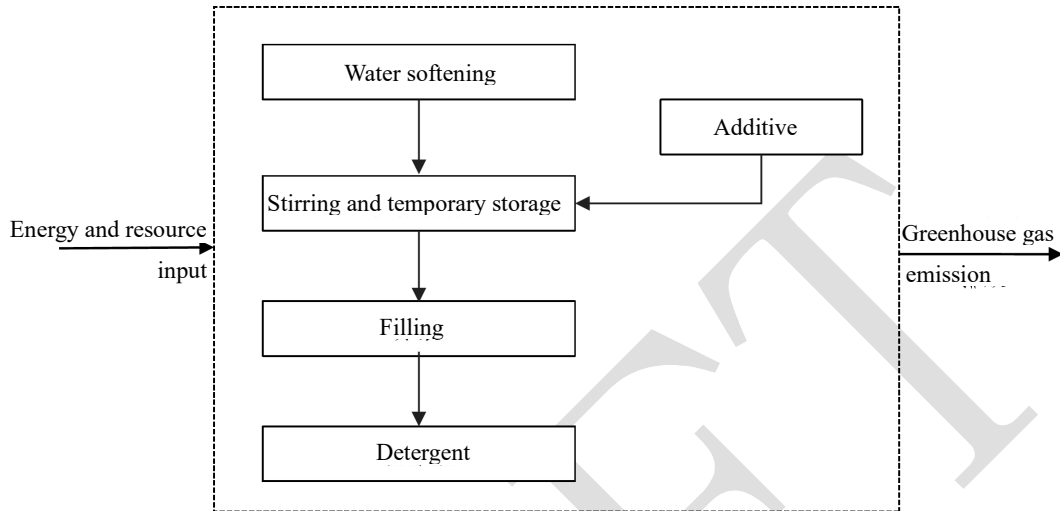 Water softening
Additive
Stirring and temporary storage
Energy and resource
input
Greenhouse gas
emission
Filling
Detergent